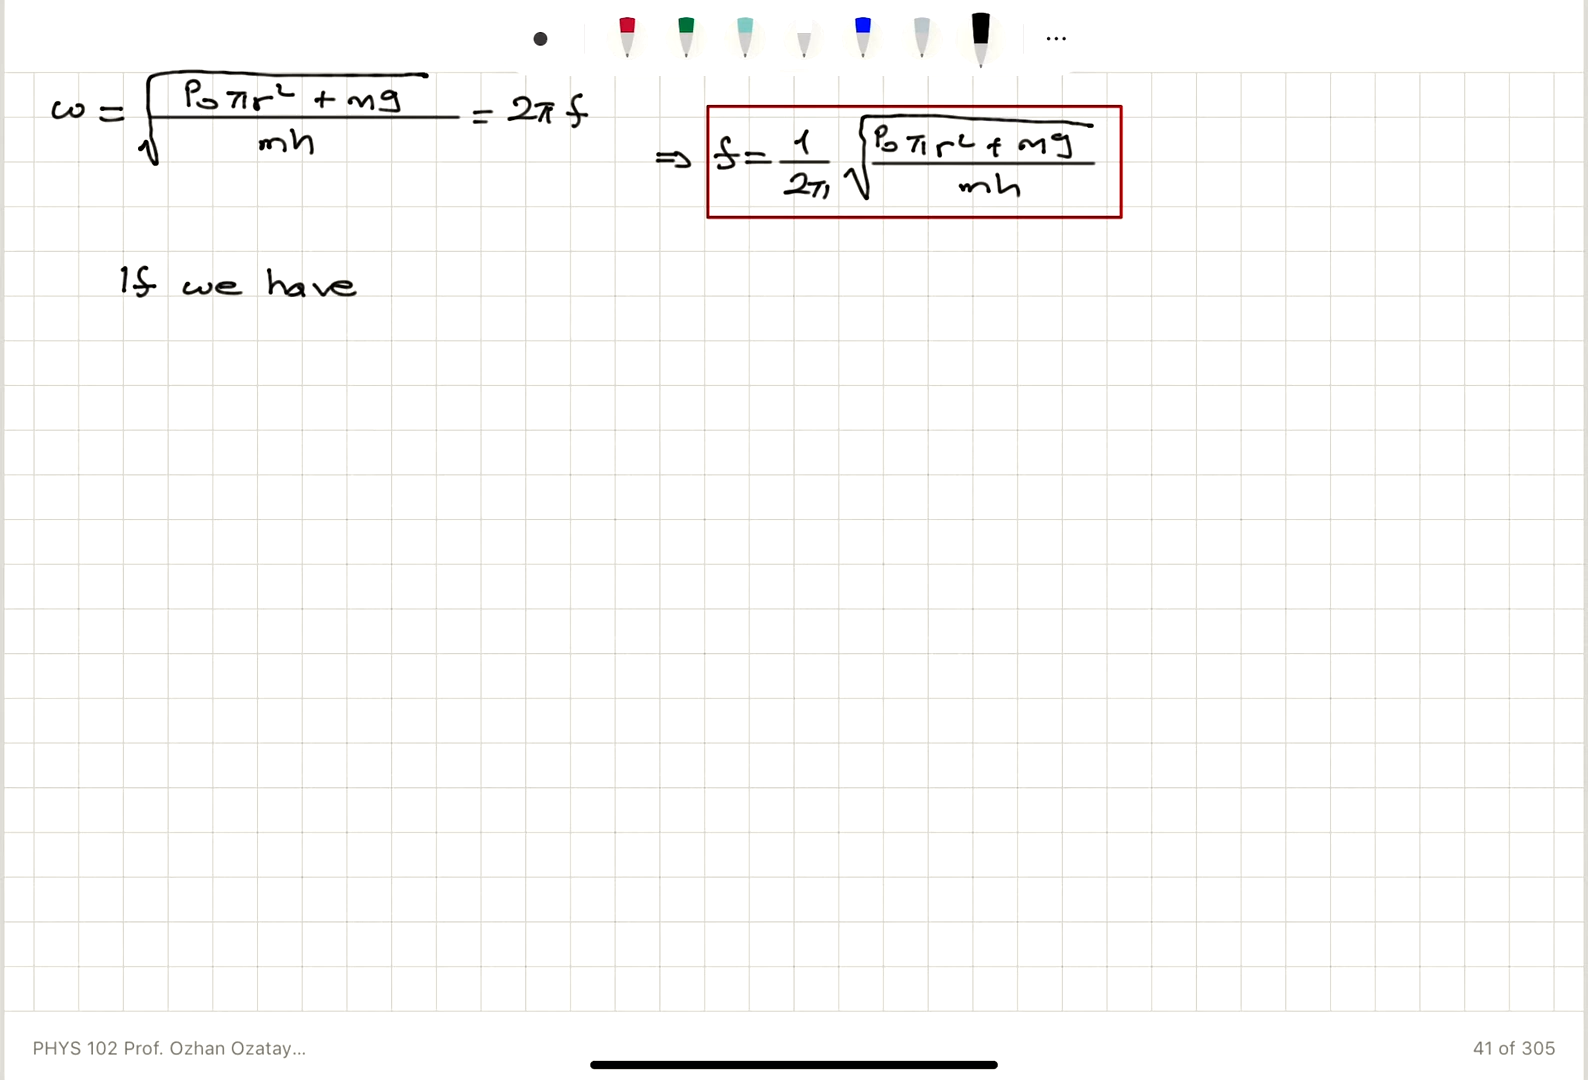 ω = √((P₀πr² + mg)/(mh)) = 2πf
⇒ f = (1/2π) √((P₀πr² + mg)/(mh))
If we have
PHYS 102 Prof. Ozhan Ozatay...
41 of 305